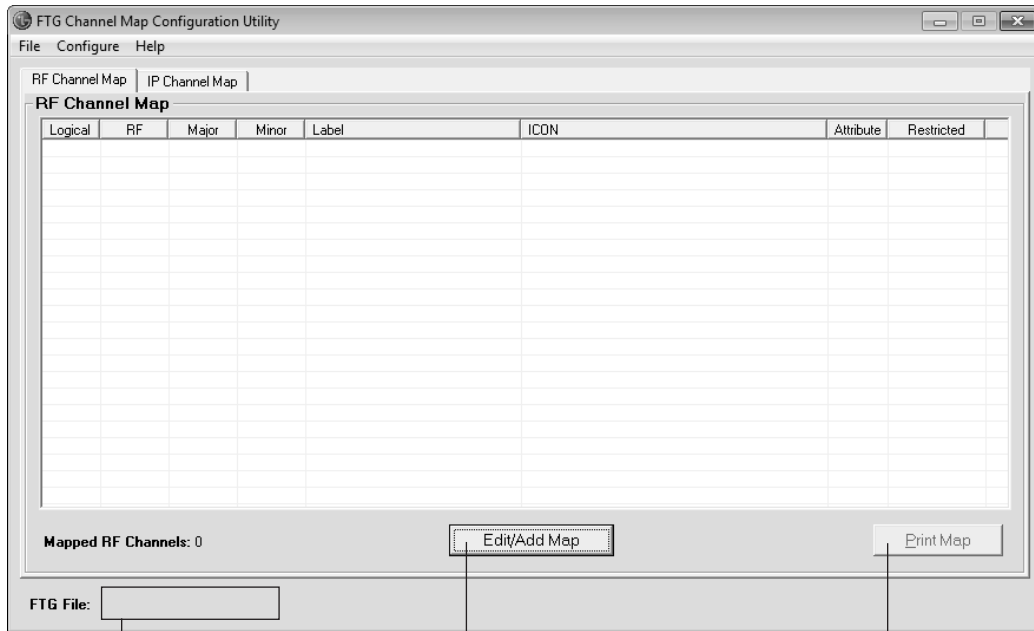 FTG Channel Map Configuration Utility
File Configure Help
RF Channel Map IP Channel Map
RF Channel Map
Logical RF Major Minor Label ICON Attribute Restricted
Mapped RF Channels: 0 Edit/Add Map Print Map
FTG File: